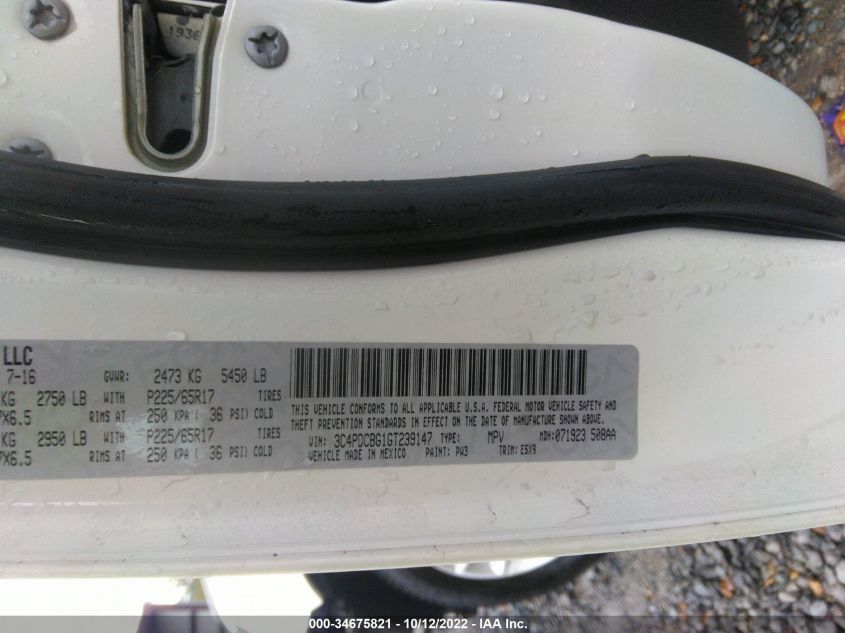 1936
LLC
7-16 GVWR: 2473 KG 5450 LB
KG 2750 LB WITH P225/65R17 TIRES
X6.5 RIMS AT 250 KPA ( 36 PSI) COLD
KG 2950 LB WITH P225/65R17 TIRES
X6.5 RIMS AT 250 KPA ( 36 PSI) COLD
THIS VEHICLE CONFORMS TO ALL APPLICABLE U.S.A. FEDERAL MOTOR VEHICLE SAFETY AND
THEFT PREVENTION STANDARDS IN EFFECT ON THE DATE OF MANUFACTURE SHOWN ABOVE.
VIN: 3C4PDCBG1GT239147 TYPE: MPV MDH:071923 508AA
VEHICLE MADE IN MEXICO PAINT: PW3 TRIM: E5X9
000-34675821 - 10/12/2022 - IAA Inc.